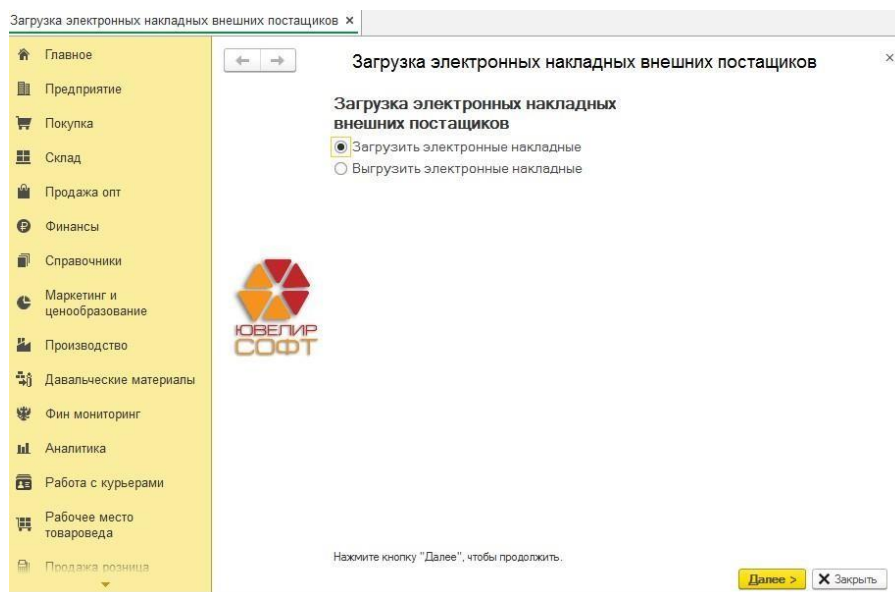 Загрузка электронных накладных внешних постащиков ×
Главное
Предприятие
Покупка
Склад
Продажа опт
Финансы
Справочники
Маркетинг и
ценообразование
Производство
Давальческие материалы
Фин мониторинг
Аналитика
Работа с курьерами
Рабочее место
товароведа
Продажа розница
Загрузка электронных накладных внешних постащиков
Загрузка электронных накладных
внешних постащиков
Загрузить электронные накладные
Выгрузить электронные накладные
ЮВЕЛИР
СОФТ
Нажмите кнопку "Далее", чтобы продолжить.
Далее >
Закрыть